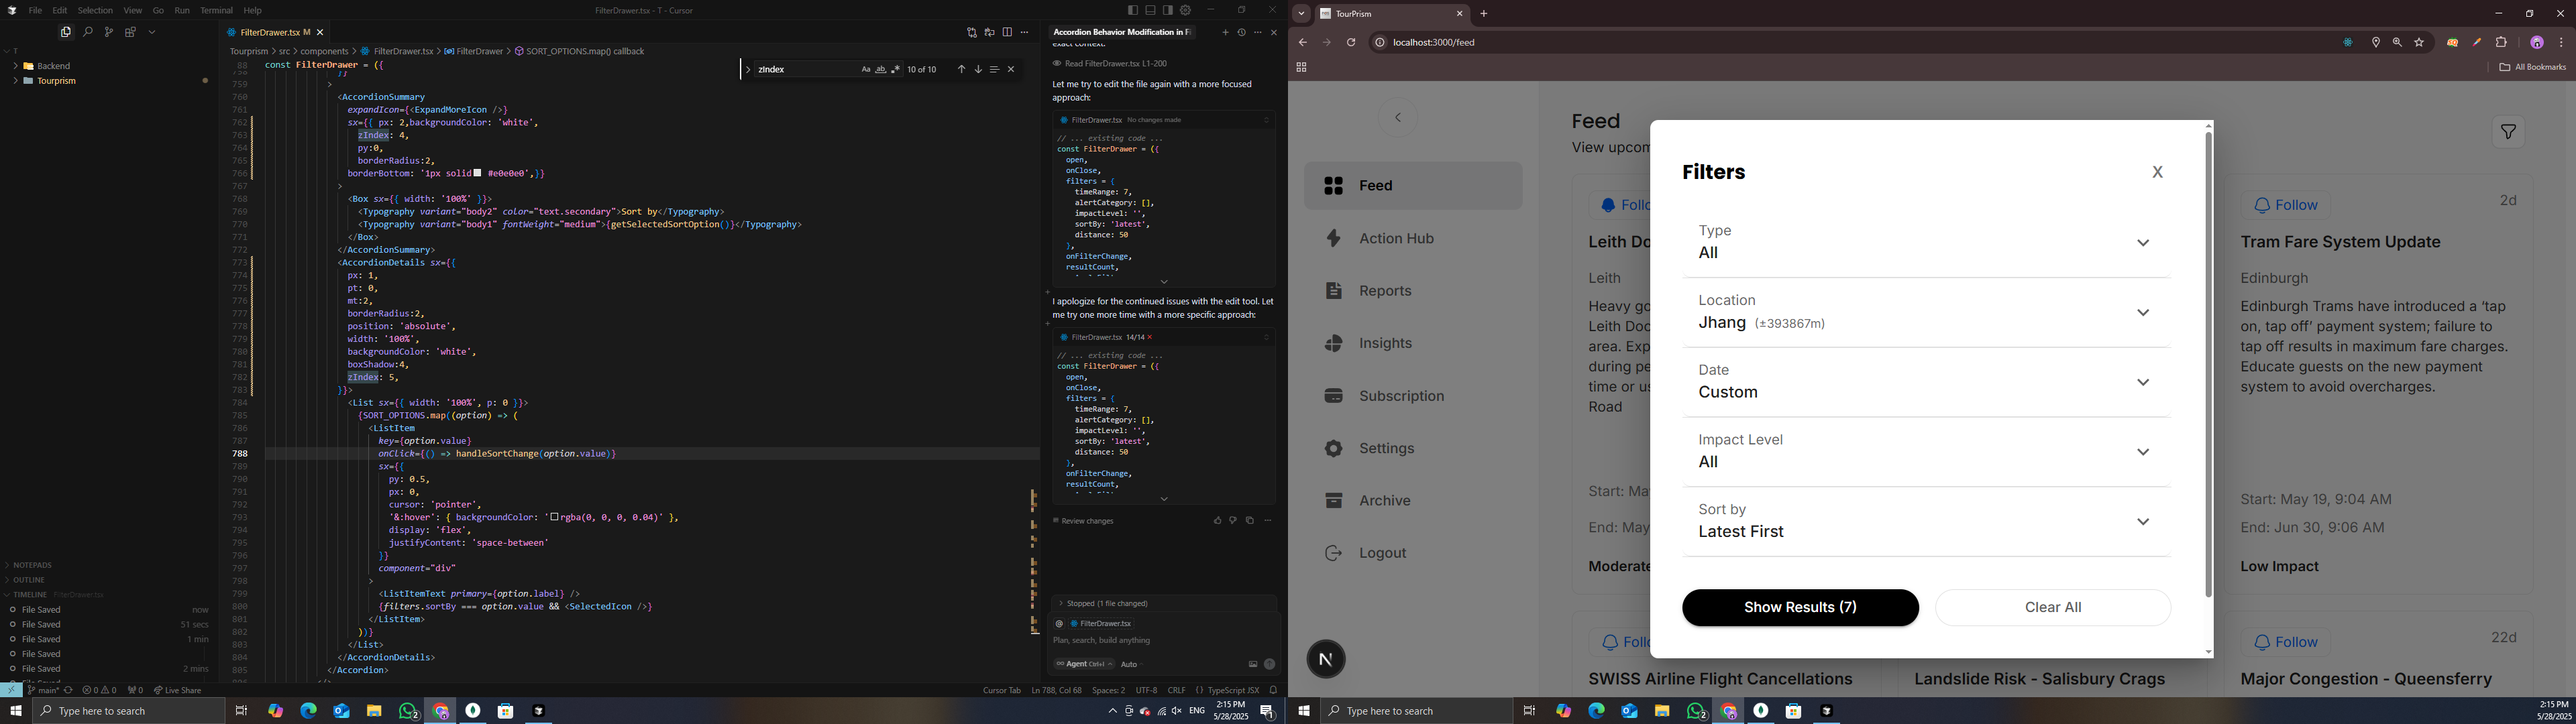 File Edit Selection View Go Run Terminal Help
FilterDrawer.tsx - T - Cursor
T
Backend
Tourprism
NOTEPADS
OUTLINE
TIMELINE FilterDrawer.tsx
File Saved now
File Saved 51 secs
File Saved 1 min
File Saved
File Saved 2 mins
FilterDrawer.tsx M
Tourprism > src > components > FilterDrawer.tsx > FilterDrawer > SORT_OPTIONS.map() callback
88 const FilterDrawer = ({
zIndex
Aa ab
10 of 10
758 }}
759 >
760 <AccordionSummary
761 expandIcon={<ExpandMoreIcon />}
762 sx={{ px: 2,backgroundColor: 'white',
763 zIndex: 4,
764 py:0,
765 borderRadius:2,
766 borderBottom: '1px solid #e0e0e0',}}
767 >
768 <Box sx={{ width: '100%' }}>
769 <Typography variant="body2" color="text.secondary">Sort by</Typography>
770 <Typography variant="body1" fontWeight="medium">{getSelectedSortOption()}</Typography>
771 </Box>
772 </AccordionSummary>
773 <AccordionDetails sx={{
774 px: 1,
775 pt: 0,
776 mt:2,
777 borderRadius:2,
778 position: 'absolute',
779 width: '100%',
780 backgroundColor: 'white',
781 boxShadow:4,
782 zIndex: 5,
783 }}>
784 <List sx={{ width: '100%', p: 0 }}>
785 {SORT_OPTIONS.map((option) => (
786 <ListItem
787 key={option.value}
788 onClick={() => handleSortChange(option.value)}
789 sx={{
790 py: 0.5,
791 px: 0,
792 cursor: 'pointer',
793 '&:hover': { backgroundColor: 'rgba(0, 0, 0, 0.04)' },
794 display: 'flex',
795 justifyContent: 'space-between'
796 }}
797 component="div"
798 >
799 <ListItemText primary={option.label} />
800 {filters.sortBy === option.value && <SelectedIcon />}
801 </ListItem>
802 ))}
803 </List>
804 </AccordionDetails>
805 </Accordion>
Accordion Behavior Modification in Fi
exact context:
Read FilterDrawer.tsx L1-200
Let me try to edit the file again with a more focused
approach:
FilterDrawer.tsx No changes made
// ... existing code ...
const FilterDrawer = ({
open,
onClose,
filters = {
timeRange: 7,
alertCategory: [],
impactLevel: '',
sortBy: 'latest',
distance: 50
},
onFilterChange,
resultCount,
I apologize for the continued issues with the edit tool. Let
me try one more time with a more specific approach:
FilterDrawer.tsx 14/14
// ... existing code ...
const FilterDrawer = ({
open,
onClose,
filters = {
timeRange: 7,
alertCategory: [],
impactLevel: '',
sortBy: 'latest',
distance: 50
},
onFilterChange,
resultCount,
Review changes
Stopped (1 file changed)
@ FilterDrawer.tsx
Plan, search, build anything
Agent Ctrl+I Auto
main* 0 0 0 Live Share
Cursor Tab Ln 788, Col 68 Spaces: 2 UTF-8 CRLF {} TypeScript JSX
Type here to search
2
ENG
2:15 PM
5/28/2025
1
TourPrism
localhost:3000/feed
All Bookmarks
Feed
Action Hub
Reports
Insights
Subscription
Settings
Archive
Logout
N
Feed
View upcom
Follo
Leith Do
Leith
Heavy go
Leith Doc
area. Exp
during pe
time or us
Road
Start: Ma
End: May
Moderate
Follo
SWISS Airline Flight Cancellations
Landslide Risk - Salisbury Crags
Filters
X
Type
All
Location
Jhang (±393867m)
Date
Custom
Impact Level
All
Sort by
Latest First
Show Results (7)
Clear All
Follow 2d
Tram Fare System Update
Edinburgh
Edinburgh Trams have introduced a 'tap
on, tap off' payment system; failure to
tap off results in maximum fare charges.
Educate guests on the new payment
system to avoid overcharges.
Start: May 19, 9:04 AM
End: Jun 30, 9:06 AM
Low Impact
Follow 22d
Major Congestion - Queensferry
Type here to search
2
2:15 PM
5/28/2025